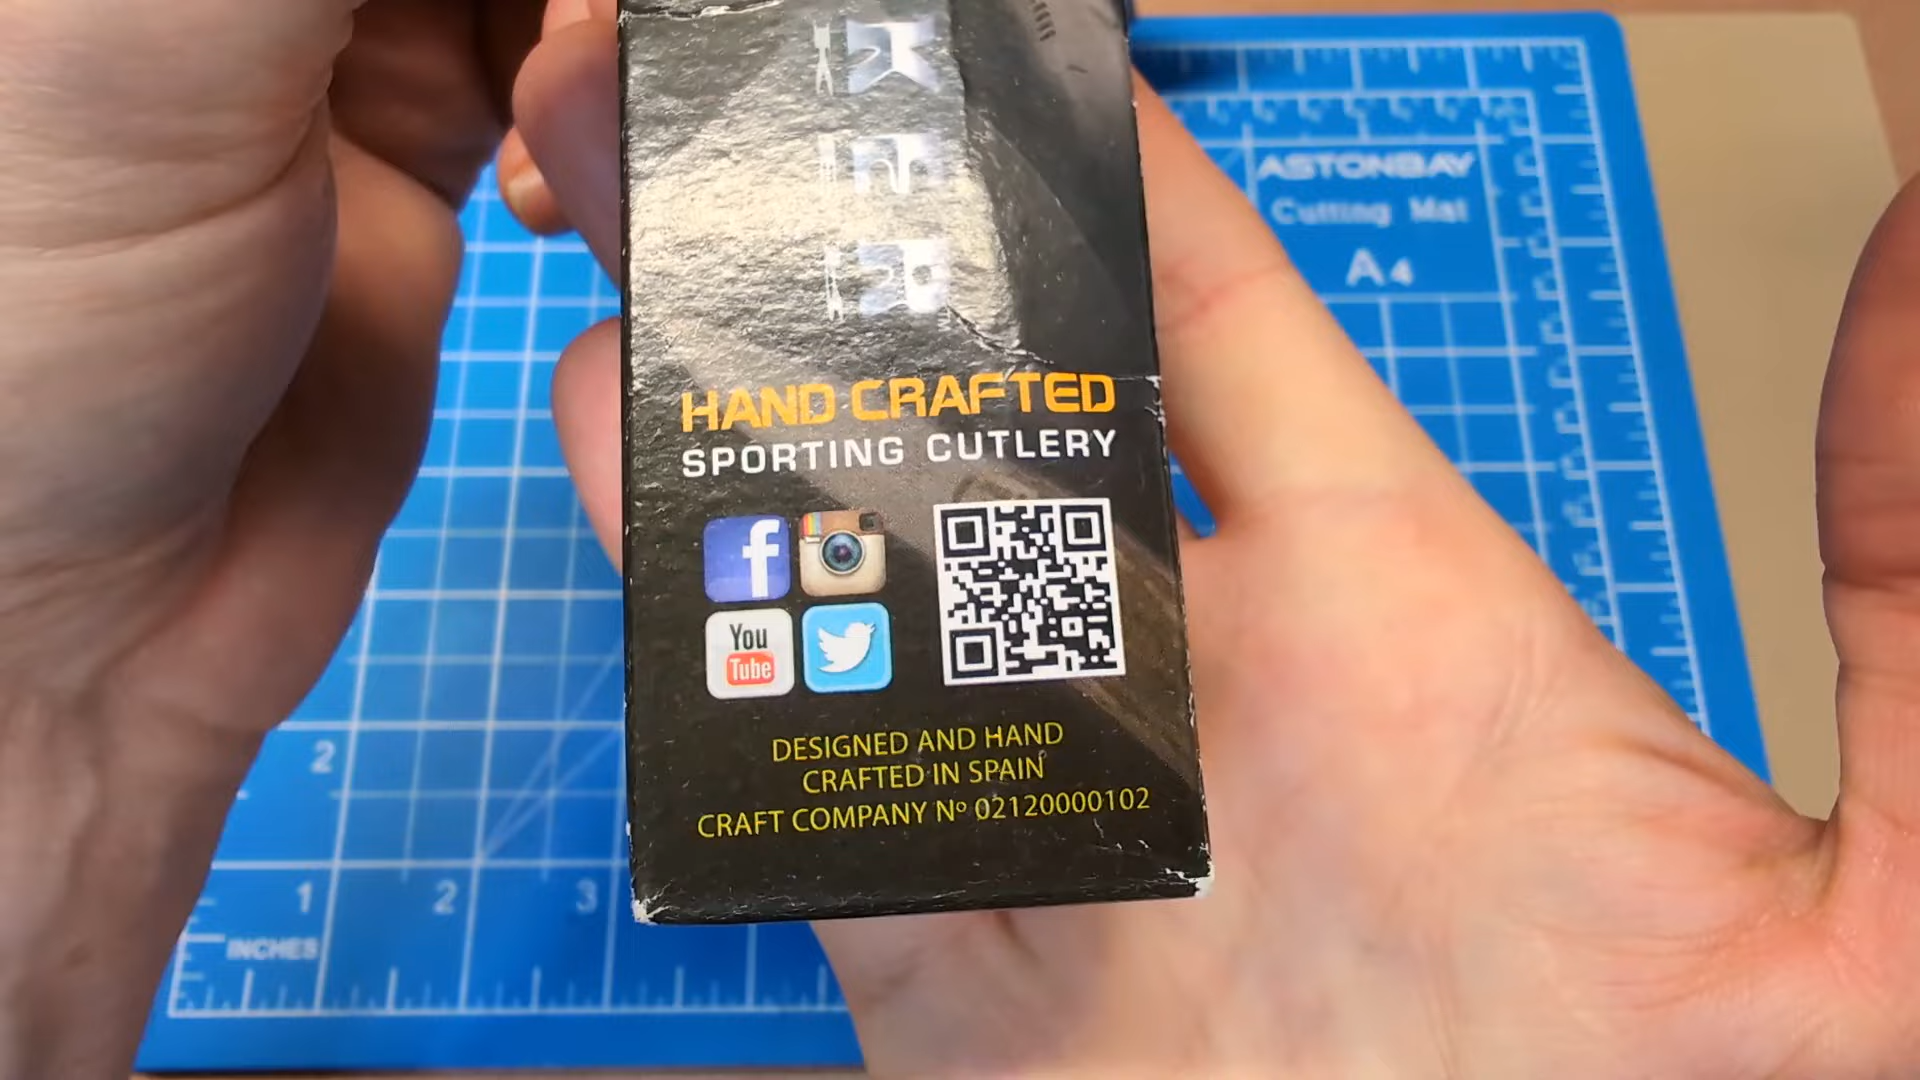 ASTONBAY
Cutting Mat
A4
HAND CRAFTED
SPORTING CUTLERY
f
You
Tube
DESIGNED AND HAND
CRAFTED IN SPAIN
CRAFT COMPANY Nº 02120000102
2
1 2 3
INCHES